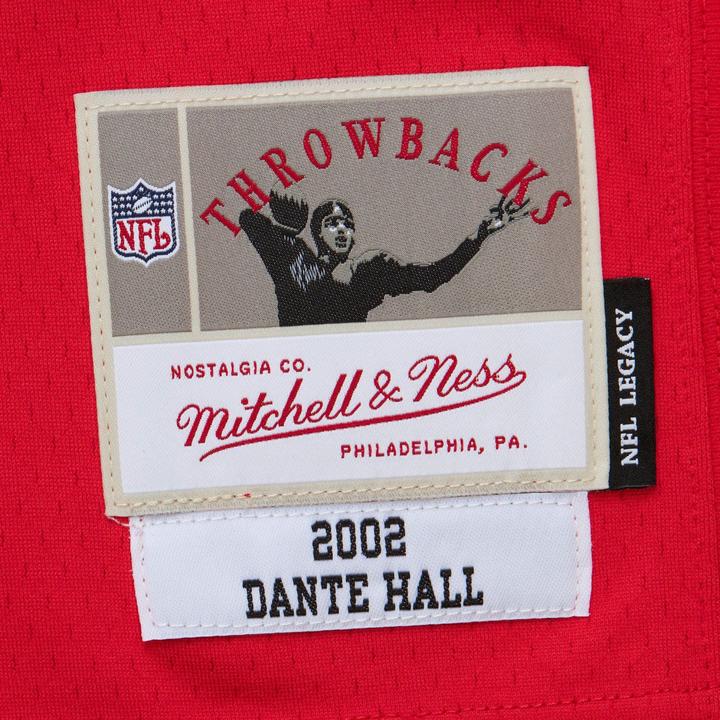 THROWBACKS
NFL
NOSTALGIA CO.
Mitchell & Ness
PHILADELPHIA, PA.
NFL LEGACY
2002
DANTE HALL